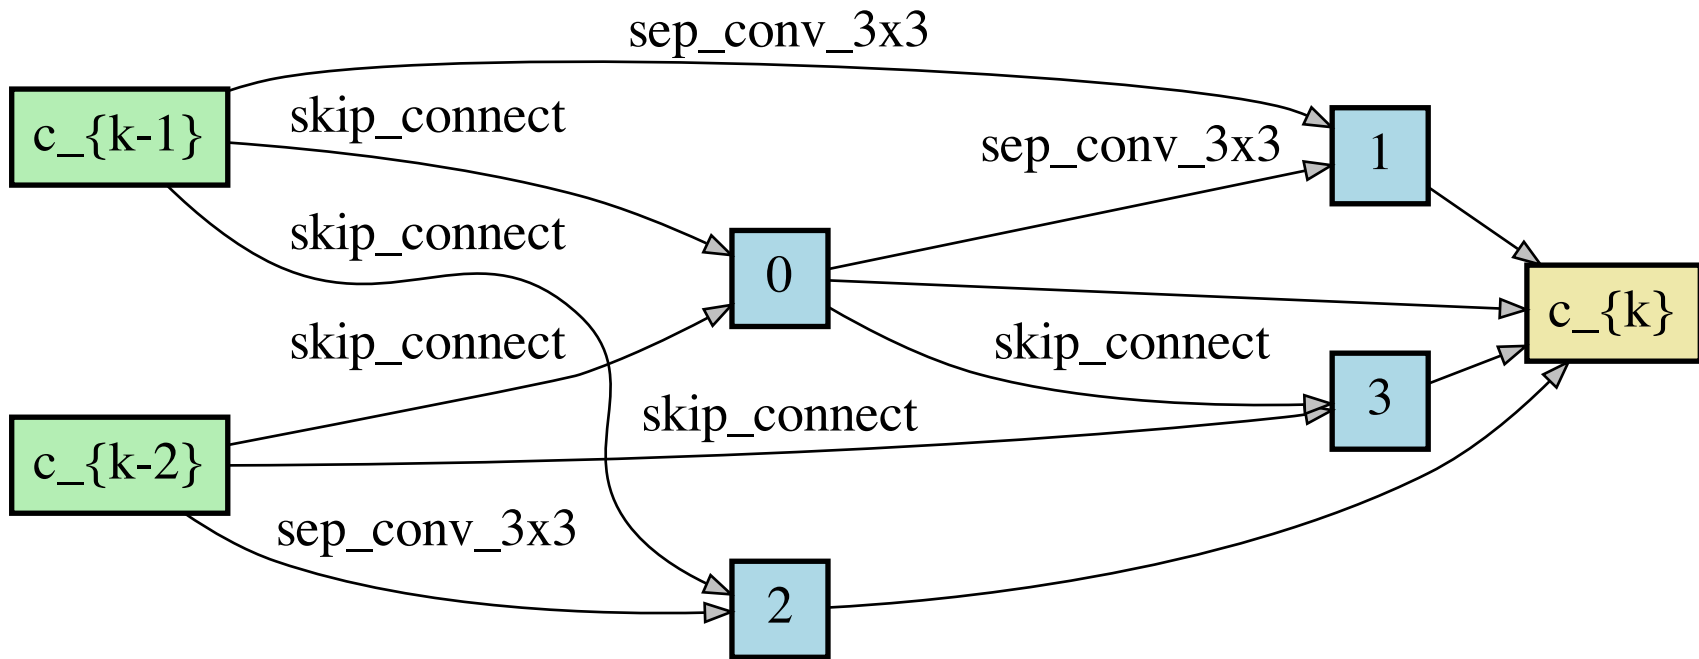 sep_conv_3x3
c_{k-1}
skip_connect
sep_conv_3x3
1
skip_connect
0
c_{k}
skip_connect
skip_connect
3
skip_connect
c_{k-2}
sep_conv_3x3
2